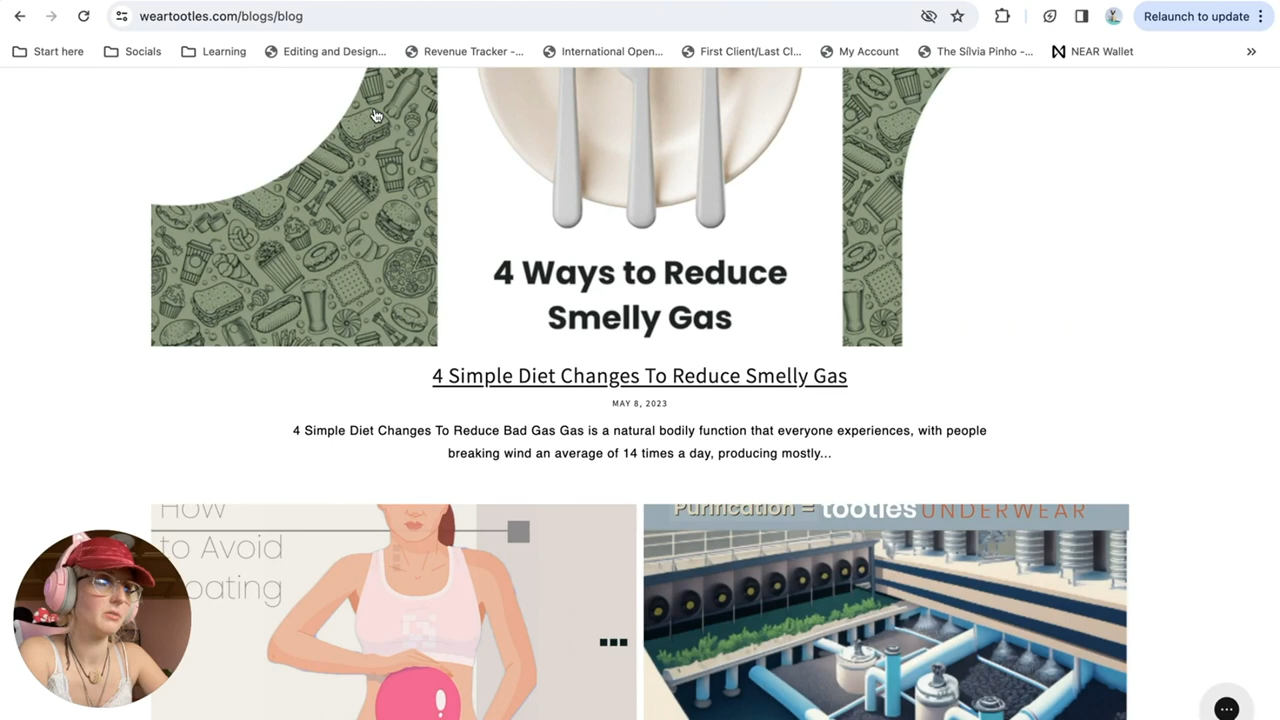 weartootles.com/blogs/blog
Relaunch to update
Start here
Socials
Learning
Editing and Design...
Revenue Tracker -...
International Open...
First Client/Last Cl...
My Account
The Sílvia Pinho -...
NEAR Wallet
4 Ways to Reduce
Smelly Gas
4 Simple Diet Changes To Reduce Smelly Gas
MAY 8, 2023
4 Simple Diet Changes To Reduce Bad Gas Gas is a natural bodily function that everyone experiences, with people
breaking wind an average of 14 times a day, producing mostly...
How
to Avoid
Purification = tootles UNDERWEAR